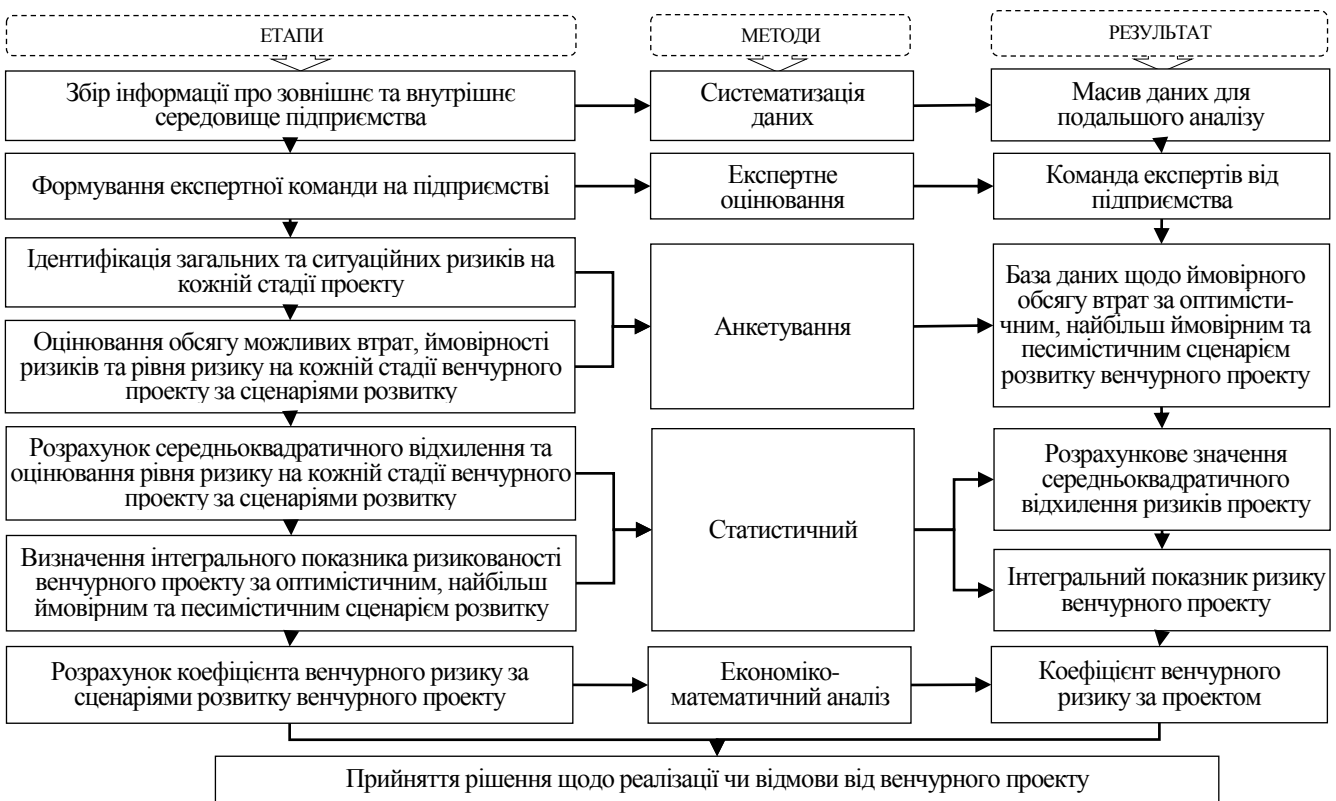 ЕТАПИ
МЕТОДИ
РЕЗУЛЬТАТ
Збір інформації про зовнішнє та внутрішнє
середовище підприємства
Систематизація
даних
Масив даних для
подальшого аналізу
Формування експертної команди на підприємстві
Експертне
оцінювання
Команда експертів від
підприємства
Ідентифікація загальних та ситуаційних ризиків на
кожній стадії проекту
Оцінювання обсягу можливих втрат, ймовірності
ризиків та рівня ризику на кожній стадії венчурного
проекту за сценаріями розвитку
Анкетування
База даних щодо ймовірного
обсягу втрат за оптимісти-
чним, найбільш ймовірним та
песимістичним сценарієм
розвитку венчурного проекту
Розрахунок середньоквадратичного відхилення та
оцінювання рівня ризику на кожній стадії венчурного
проекту за сценаріями розвитку
Визначення інтегрального показника ризикованості
венчурного проекту за оптимістичним, найбільш
ймовірним та песимістичним сценарієм розвитку
Статистичний
Розрахункове значення
середньоквадратичного
відхилення ризиків проекту
Інтегральний показник ризику
венчурного проекту
Розрахунок коефіцієнта венчурного ризику за
сценаріями розвитку венчурного проекту
Економіко-
математичний аналіз
Коефіцієнт венчурного
ризику за проектом
Прийняття рішення щодо реалізації чи відмови від венчурного проекту